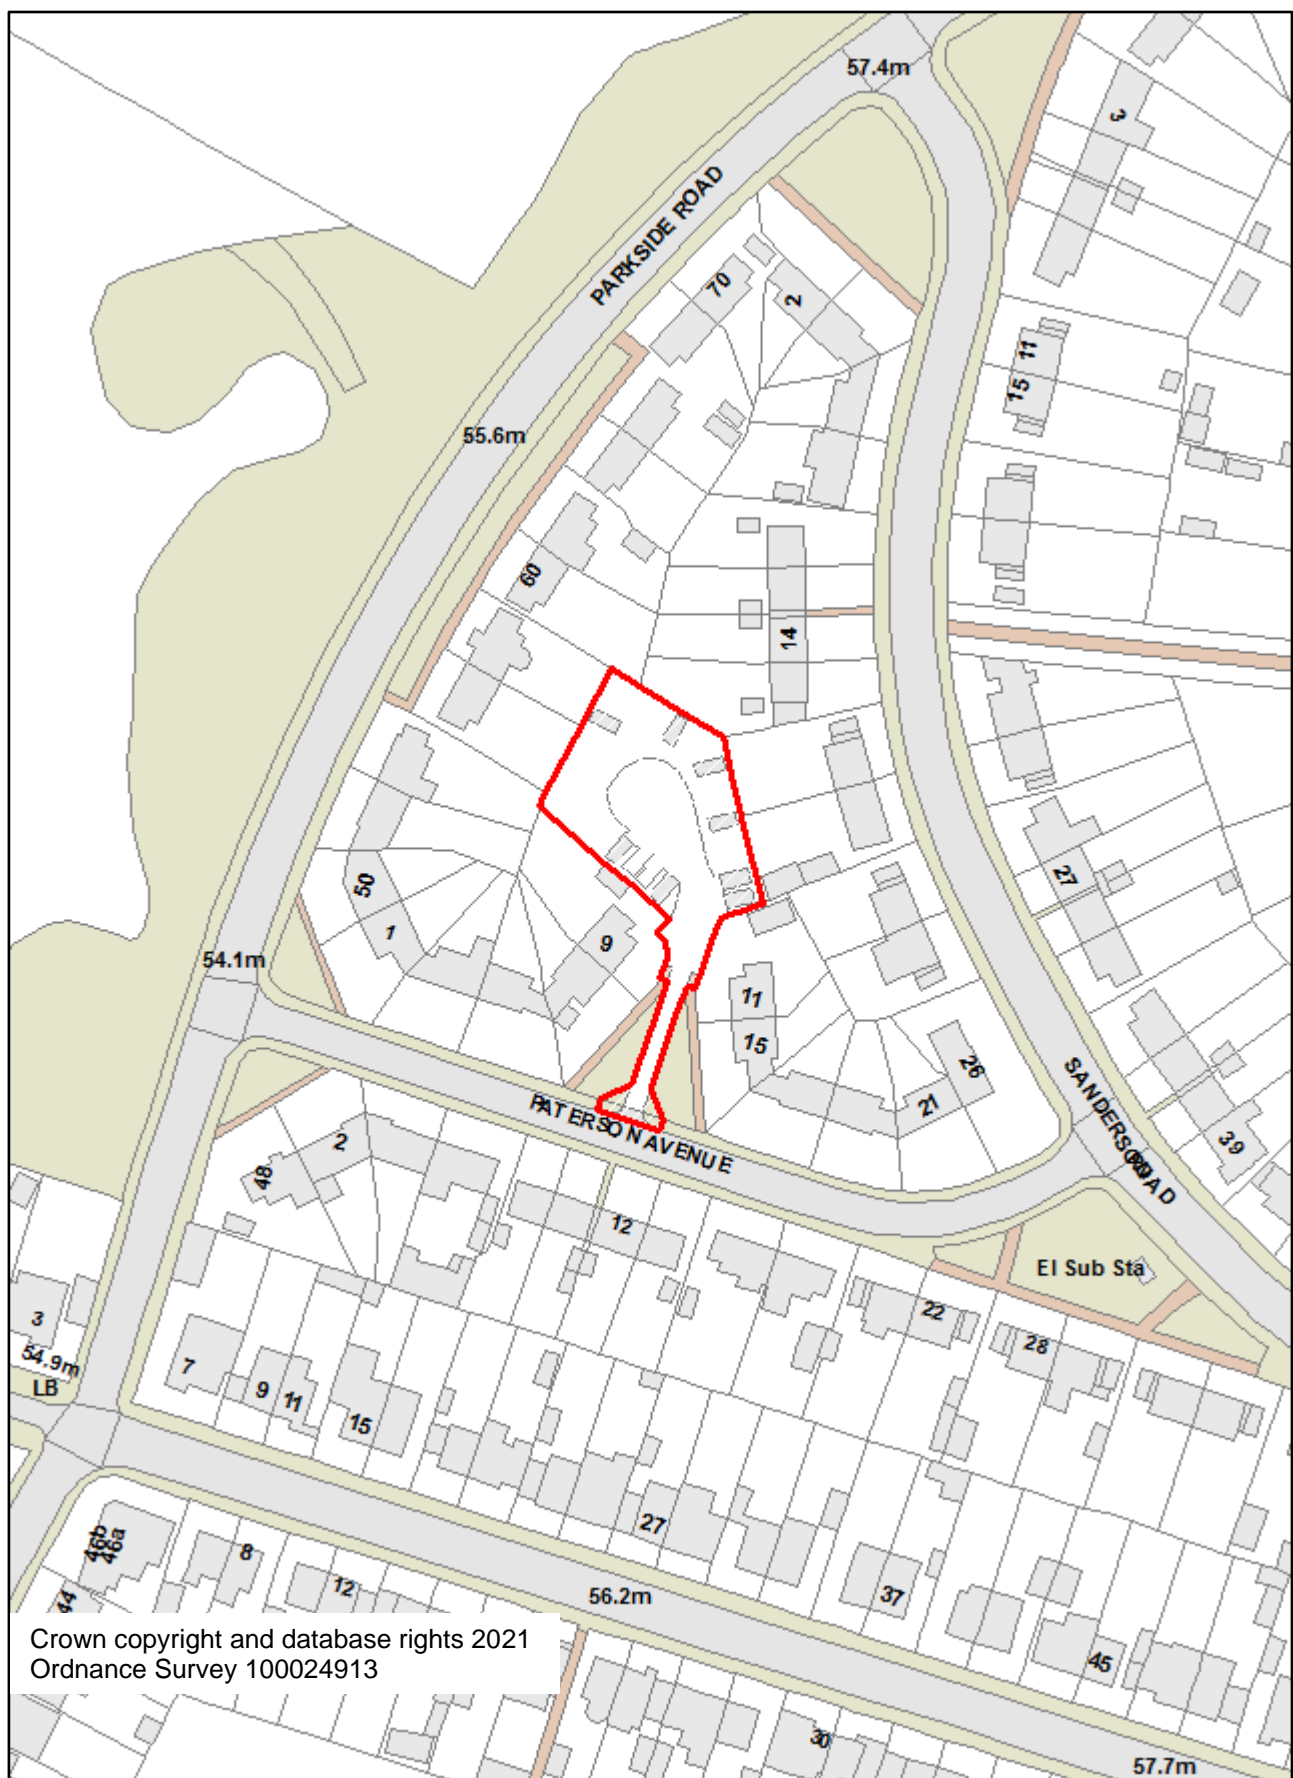 57.4m
3
PARKSIDE ROAD
70
2
11
15
55.6m
60
14
27
50
1
9
54.1m
11
15
26
21
SANDERSON ROAD
39
PATERSON AVENUE
2
48
12
El Sub Sta
22
28
3
54.9m
LB
7
9
11
15
27
37
46b
46a
8
12
44
56.2m
45
Crown copyright and database rights 2021
Ordnance Survey 100024913
30
57.7m